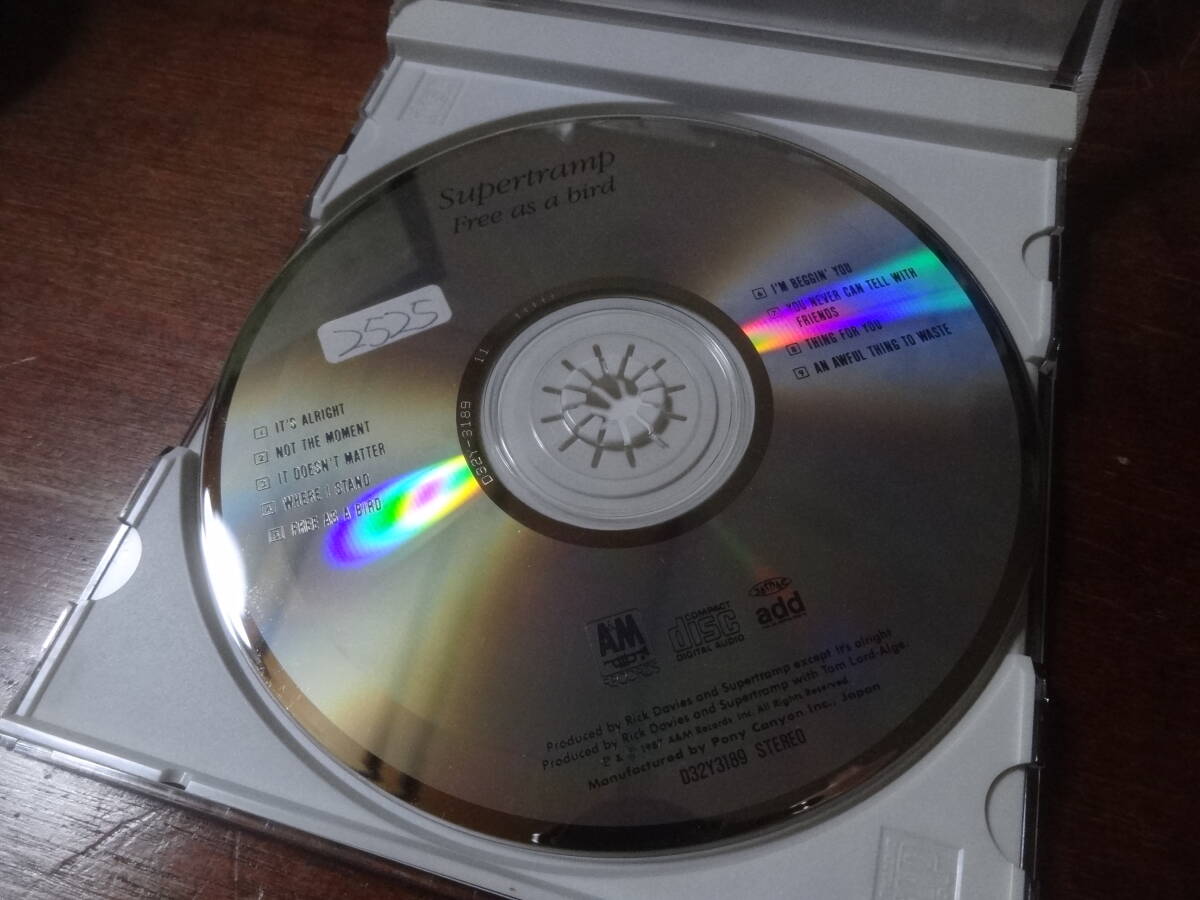 Supertramp
Free as a bird
2525
1 IT'S ALRIGHT
2 NOT THE MOMENT
3 IT DOESN'T MATTER
4 WHERE I STAND
5 FREE AS A BIRD
6 I'M BEGGIN' YOU
7 YOU NEVER CAN TELL WITH
FRIENDS
8 THING FOR YOU
9 AN AWFUL THING TO WASTE
D32Y-3189 11
A&M
COMPACT
disc
DIGITAL AUDIO
add
Produced by Rick Davies and Supertramp except It's alright
Produced by Rick Davies and Supertramp with Tom Lord-Alge.
℗ & © 1987 A&M Records Inc. All Rights Reserved.
Manufactured by Pony Canyon Inc., Japan
D32Y3189 STEREO